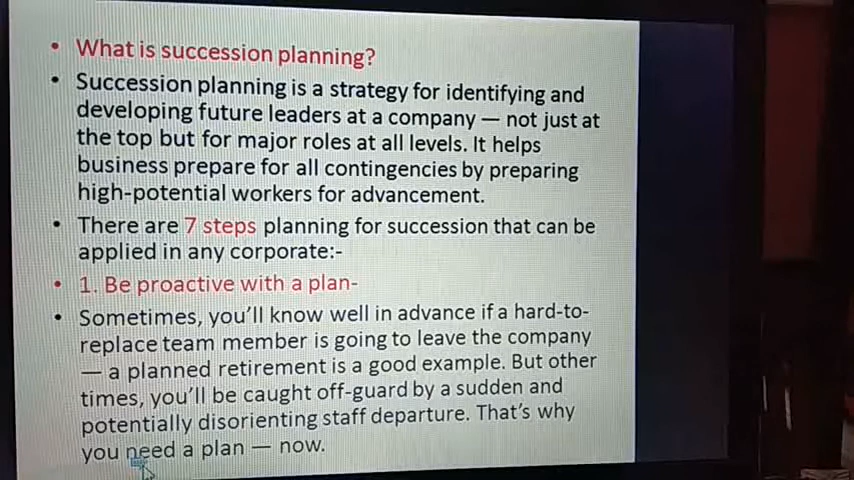 • What is succession planning?
• Succession planning is a strategy for identifying and
developing future leaders at a company — not just at
the top but for major roles at all levels. It helps
business prepare for all contingencies by preparing
high-potential workers for advancement.
• There are 7 steps planning for succession that can be
applied in any corporate:-
• 1. Be proactive with a plan-
• Sometimes, you'll know well in advance if a hard-to-
replace team member is going to leave the company
— a planned retirement is a good example. But other
times, you'll be caught off-guard by a sudden and
potentially disorienting staff departure. That's why
you need a plan — now.